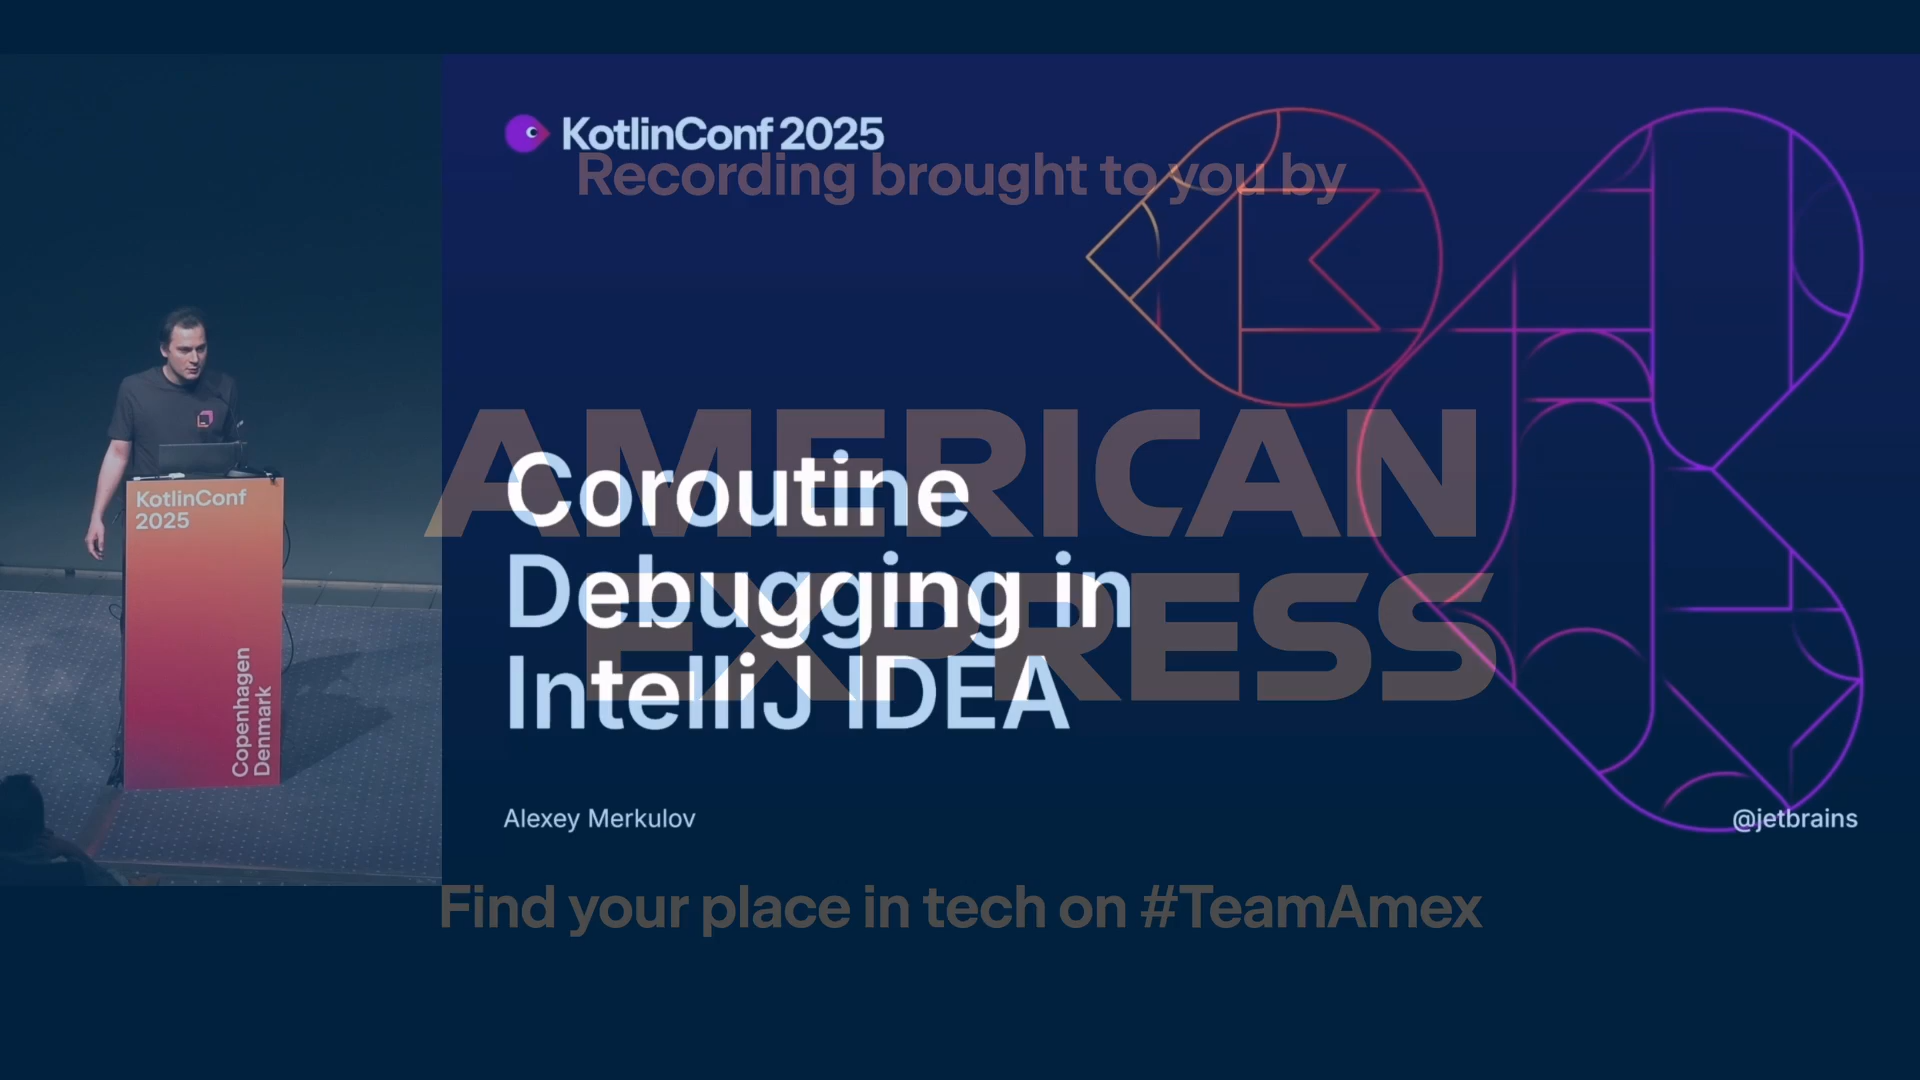 KotlinConf 2025
Recording brought to you by
AMERICAN
EXPRESS
Coroutine
Debugging in
IntelliJ IDEA
Alexey Merkulov
@jetbrains
Find your place in tech on #TeamAmex
KotlinConf
2025
Copenhagen
Denmark